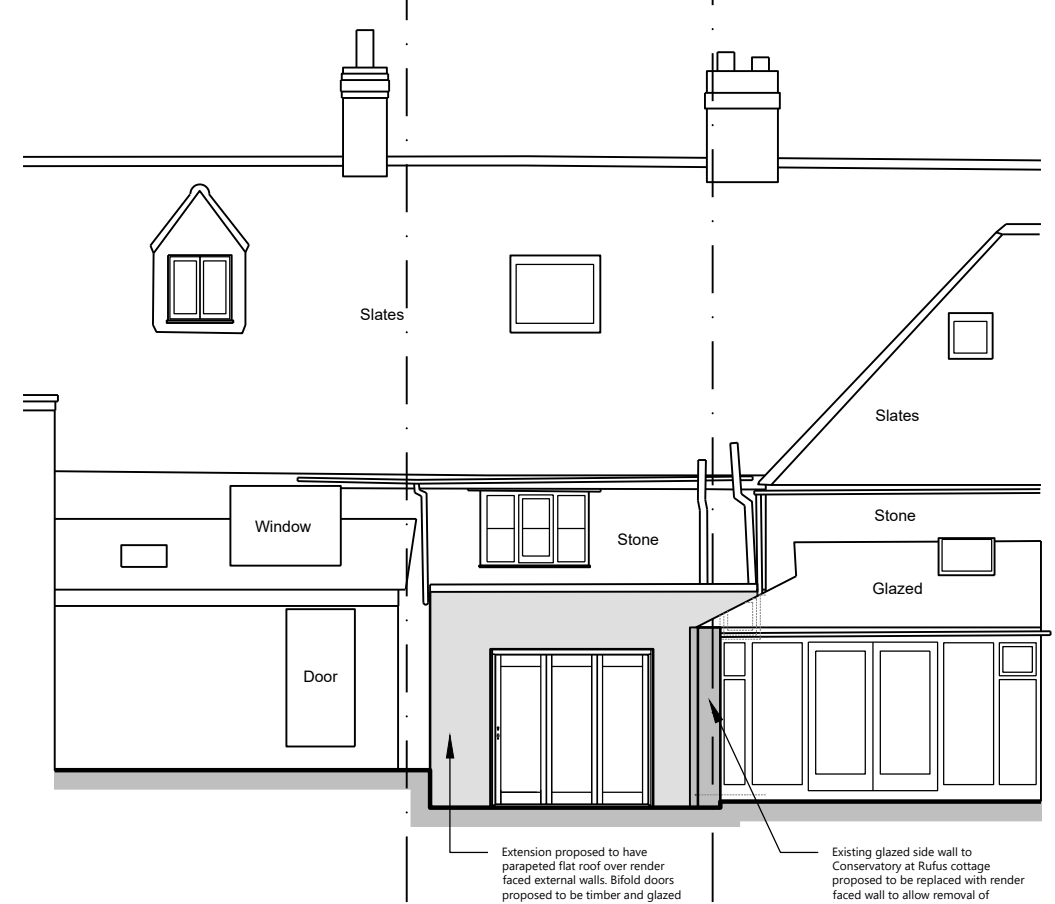 Slates
Slates
Window
Stone
Stone
Glazed
Door
Extension proposed to have
parapeted flat roof over render
faced external walls. Bifold doors
proposed to be timber and glazed
Existing glazed side wall to
Conservatory at Rufus cottage
proposed to be replaced with render
faced wall to allow removal of